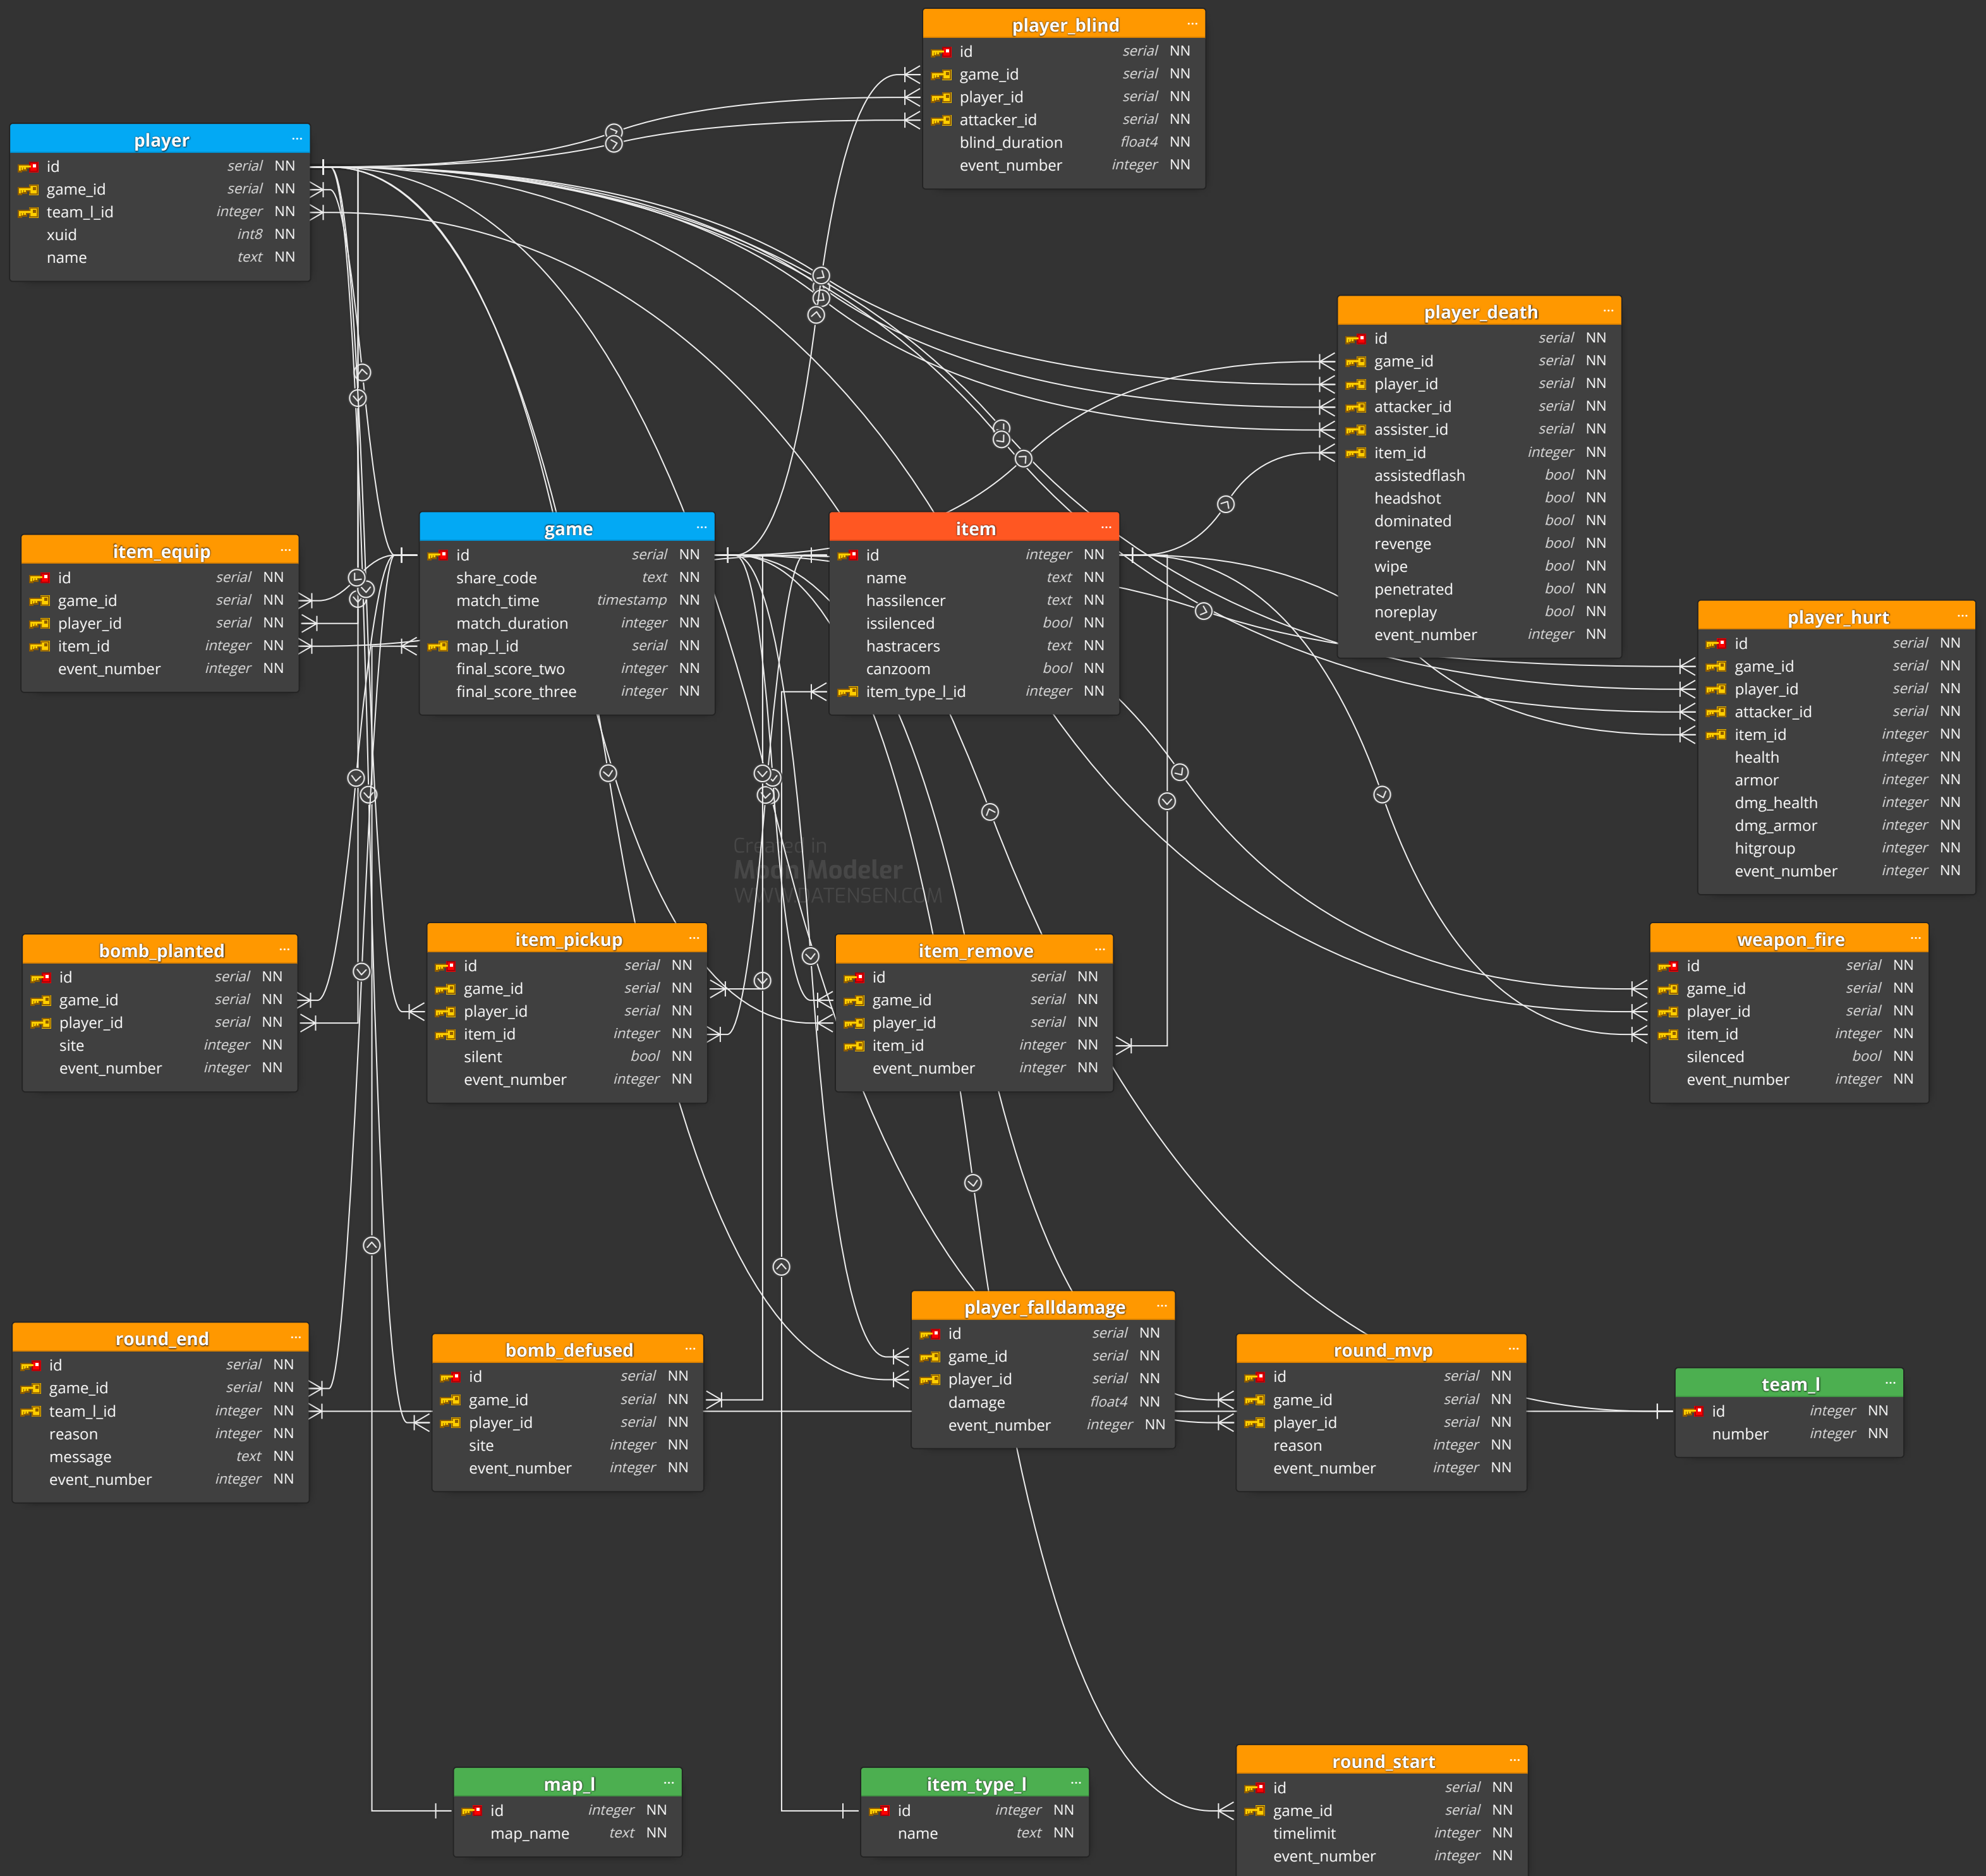 player_blind ...
id serial NN
game_id serial NN
player_id serial NN
attacker_id serial NN
blind_duration float4 NN
event_number integer NN
player ...
id serial NN
game_id serial NN
team_l_id integer NN
xuid int8 NN
name text NN
player_death ...
id serial NN
game_id serial NN
player_id serial NN
attacker_id serial NN
assister_id serial NN
item_id integer NN
assistedflash bool NN
headshot bool NN
dominated bool NN
revenge bool NN
wipe bool NN
penetrated bool NN
noreplay bool NN
event_number integer NN
item_equip ...
id serial NN
game_id serial NN
player_id serial NN
item_id integer NN
event_number integer NN
game ...
id serial NN
share_code text NN
match_time timestamp NN
match_duration integer NN
map_l_id serial NN
final_score_two integer NN
final_score_three integer NN
item ...
id integer NN
name text NN
hassilencer text NN
issilenced bool NN
hastracers text NN
canzoom bool NN
item_type_l_id integer NN
player_hurt ...
id serial NN
game_id serial NN
player_id serial NN
attacker_id serial NN
item_id integer NN
health integer NN
armor integer NN
dmg_health integer NN
dmg_armor integer NN
hitgroup integer NN
event_number integer NN
Created in
Moon Modeler
WWW.DATENSEN.COM
bomb_planted ...
id serial NN
game_id serial NN
player_id serial NN
site integer NN
event_number integer NN
item_pickup ...
id serial NN
game_id serial NN
player_id serial NN
item_id integer NN
silent bool NN
event_number integer NN
item_remove ...
id serial NN
game_id serial NN
player_id serial NN
item_id integer NN
event_number integer NN
weapon_fire ...
id serial NN
game_id serial NN
player_id serial NN
item_id integer NN
silenced bool NN
event_number integer NN
round_end ...
id serial NN
game_id serial NN
team_l_id integer NN
reason integer NN
message text NN
event_number integer NN
bomb_defused ...
id serial NN
game_id serial NN
player_id serial NN
site integer NN
event_number integer NN
player_falldamage ...
id serial NN
game_id serial NN
player_id serial NN
damage float4 NN
event_number integer NN
round_mvp ...
id serial NN
game_id serial NN
player_id serial NN
reason integer NN
event_number integer NN
team_l ...
id integer NN
number integer NN
map_l ...
id integer NN
map_name text NN
item_type_l ...
id integer NN
name text NN
round_start ...
id serial NN
game_id serial NN
timelimit integer NN
event_number integer NN